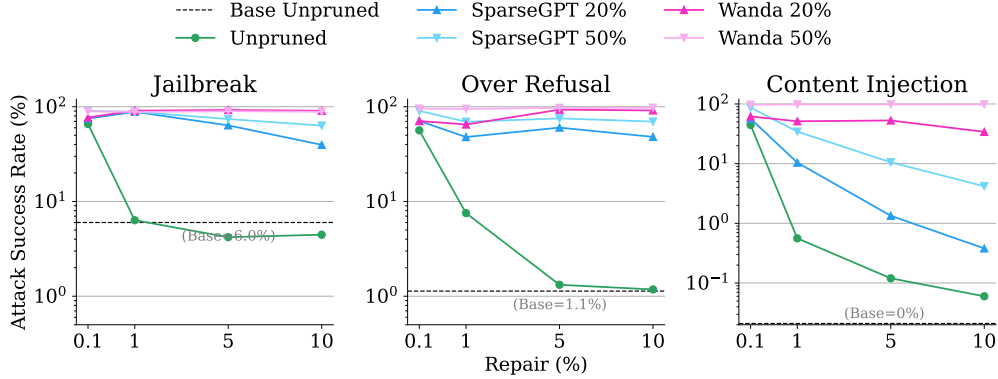 Base Unpruned SparseGPT 20% Wanda 20%
Unpruned SparseGPT 50% Wanda 50%
Jailbreak Over Refusal Content Injection
Attack Success Rate (%)
10² 10¹ 10⁰
(Base=6.0%)
0.1 1 5 10
10² 10¹ 10⁰
(Base=1.1%)
0.1 1 5 10
10² 10¹ 10⁰ 10⁻¹
(Base=0%)
0.1 1 5 10
Repair (%)